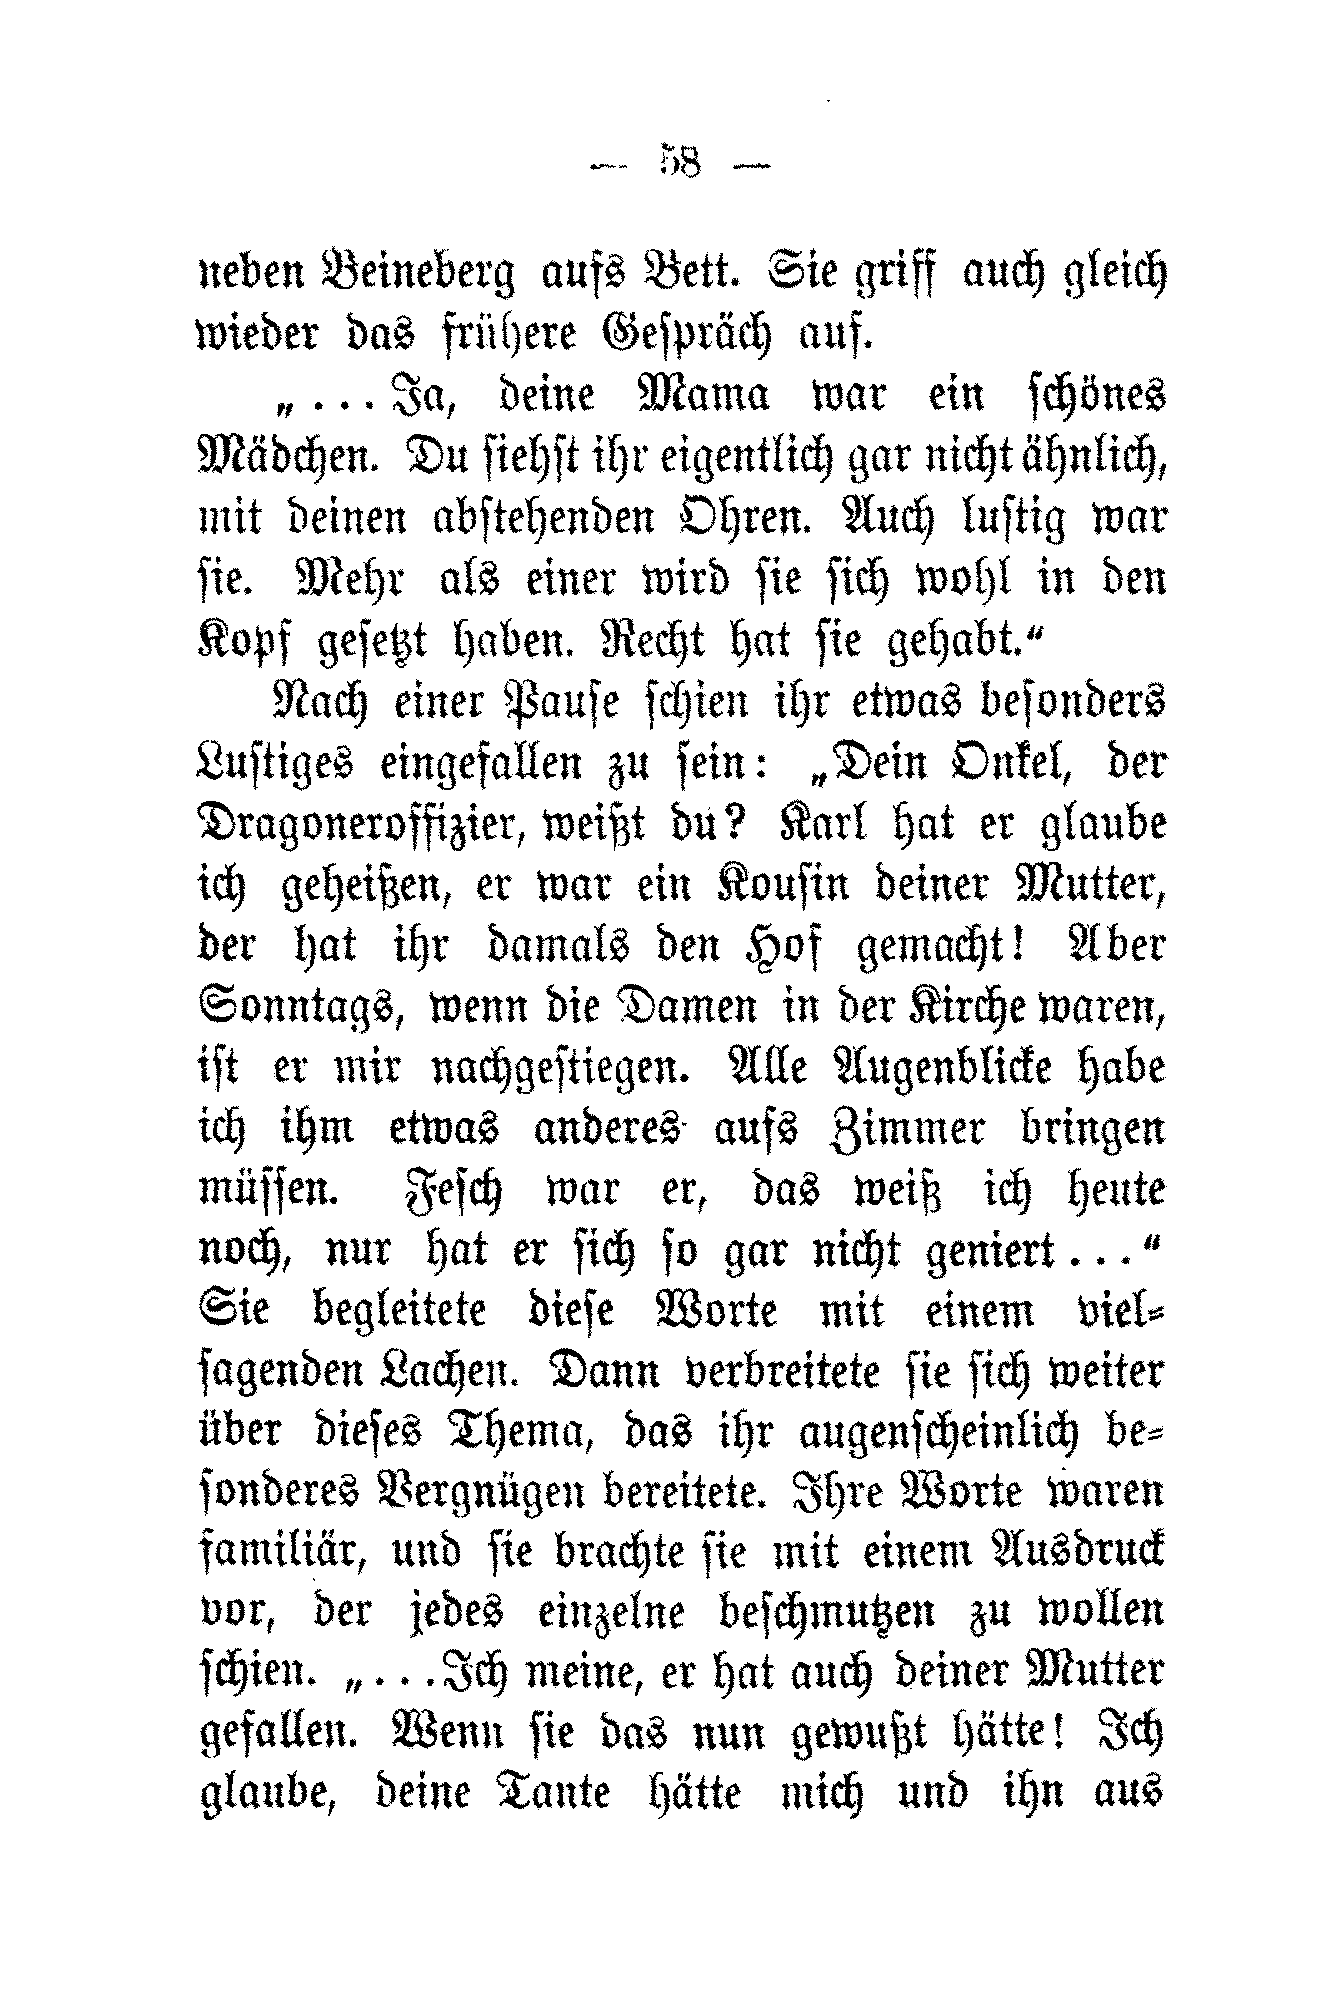 — 58 —
neben Beineberg aufs Bett. Sie griff auch gleich
wieder das frühere Gespräch auf.
„. . . Ja, deine Mama war ein schönes
Mädchen. Du siehst ihr eigentlich gar nicht ähnlich,
mit deinen abstehenden Ohren. Auch lustig war
sie. Mehr als einer wird sie sich wohl in den
Kopf gesetzt haben. Recht hat sie gehabt.“
Nach einer Pause schien ihr etwas besonders
Lustiges eingefallen zu sein: „Dein Onkel, der
Dragoneroffizier, weißt du? Karl hat er glaube
ich geheißen, er war ein Kousin deiner Mutter,
der hat ihr damals den Hof gemacht! Aber
Sonntags, wenn die Damen in der Kirche waren,
ist er mir nachgestiegen. Alle Augenblicke habe
ich ihm etwas anderes aufs Zimmer bringen
müssen. Fesch war er, das weiß ich heute
noch, nur hat er sich so gar nicht geniert . . .“
Sie begleitete diese Worte mit einem viel-
sagenden Lachen. Dann verbreitete sie sich weiter
über dieses Thema, das ihr augenscheinlich be-
sonderes Vergnügen bereitete. Ihre Worte waren
familiär, und sie brachte sie mit einem Ausdruck
vor, der jedes einzelne beschmutzen zu wollen
schien. „. . . Ich meine, er hat auch deiner Mutter
gefallen. Wenn sie das nun gewußt hätte! Ich
glaube, deine Tante hätte mich und ihn aus